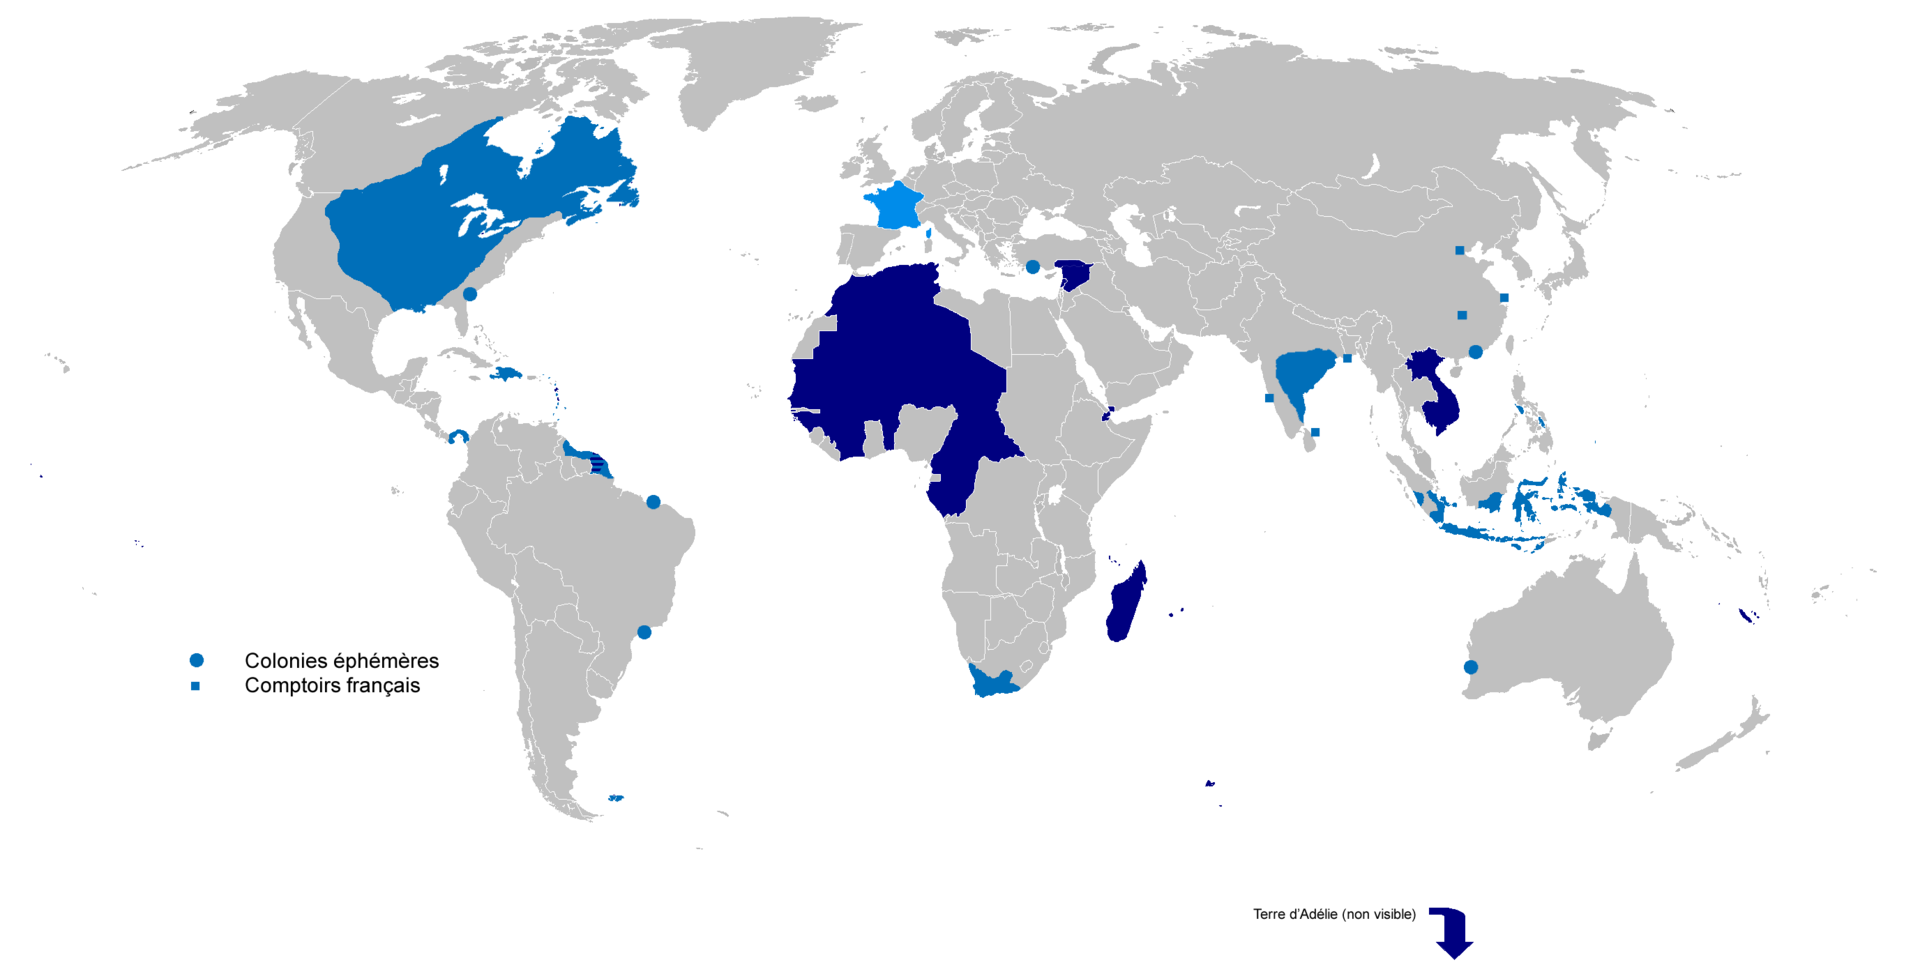 Colonies éphémères
Comptoirs français
Terre d'Adélie (non visible)